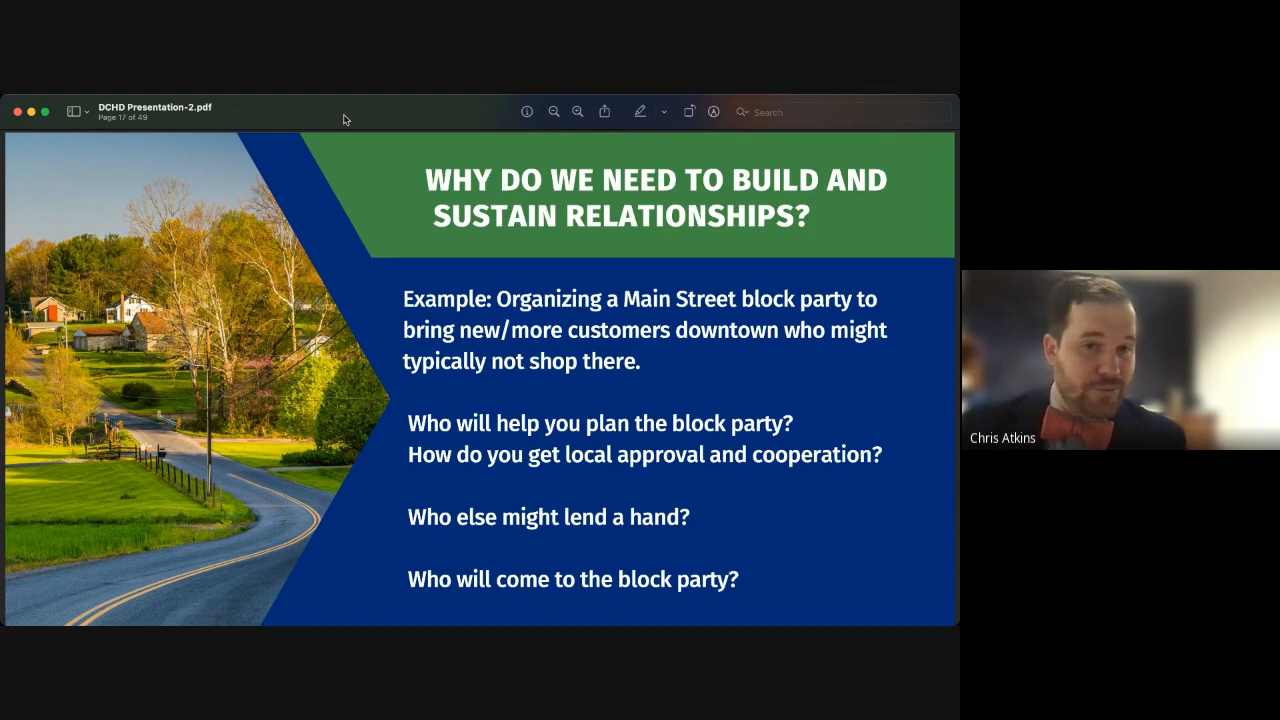 DCHD Presentation-2.pdf
Page 17 of 49
Search
WHY DO WE NEED TO BUILD AND
SUSTAIN RELATIONSHIPS?
Example: Organizing a Main Street block party to
bring new/more customers downtown who might
typically not shop there.
Who will help you plan the block party?
How do you get local approval and cooperation?
Who else might lend a hand?
Who will come to the block party?
Chris Atkins